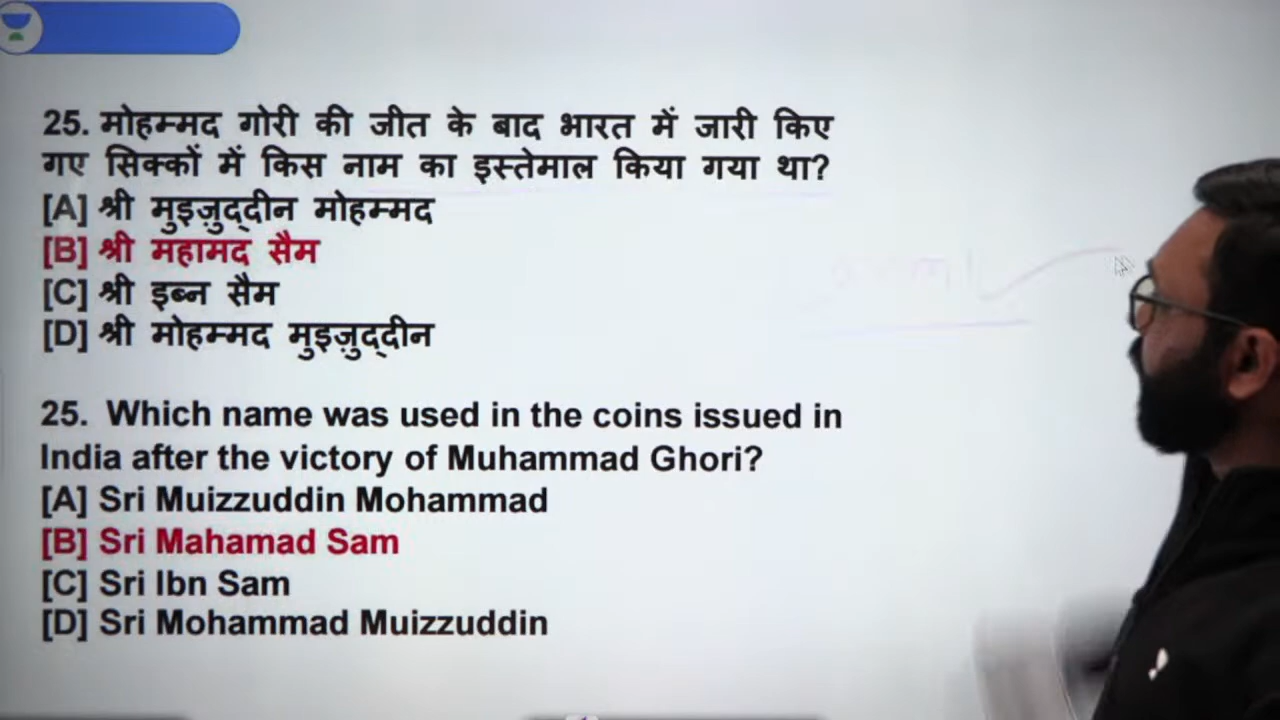 25. मोहम्मद गोरी की जीत के बाद भारत में जारी किए
गए सिक्कों में किस नाम का इस्तेमाल किया गया था?
[A] श्री मुइज़ुद्दीन मोहम्मद
[B] श्री महामद सैम
[C] श्री इब्न सैम
[D] श्री मोहम्मद मुइज़ुद्दीन
25. Which name was used in the coins issued in
India after the victory of Muhammad Ghori?
[A] Sri Muizzuddin Mohammad
[B] Sri Mahamad Sam
[C] Sri Ibn Sam
[D] Sri Mohammad Muizzuddin